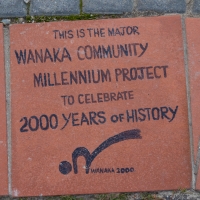 THIS IS THE MAJOR
WANAKA COMMUNITY
MILLENNIUM PROJECT
TO CELEBRATE
2000 YEARS OF HISTORY
WANAKA 2000